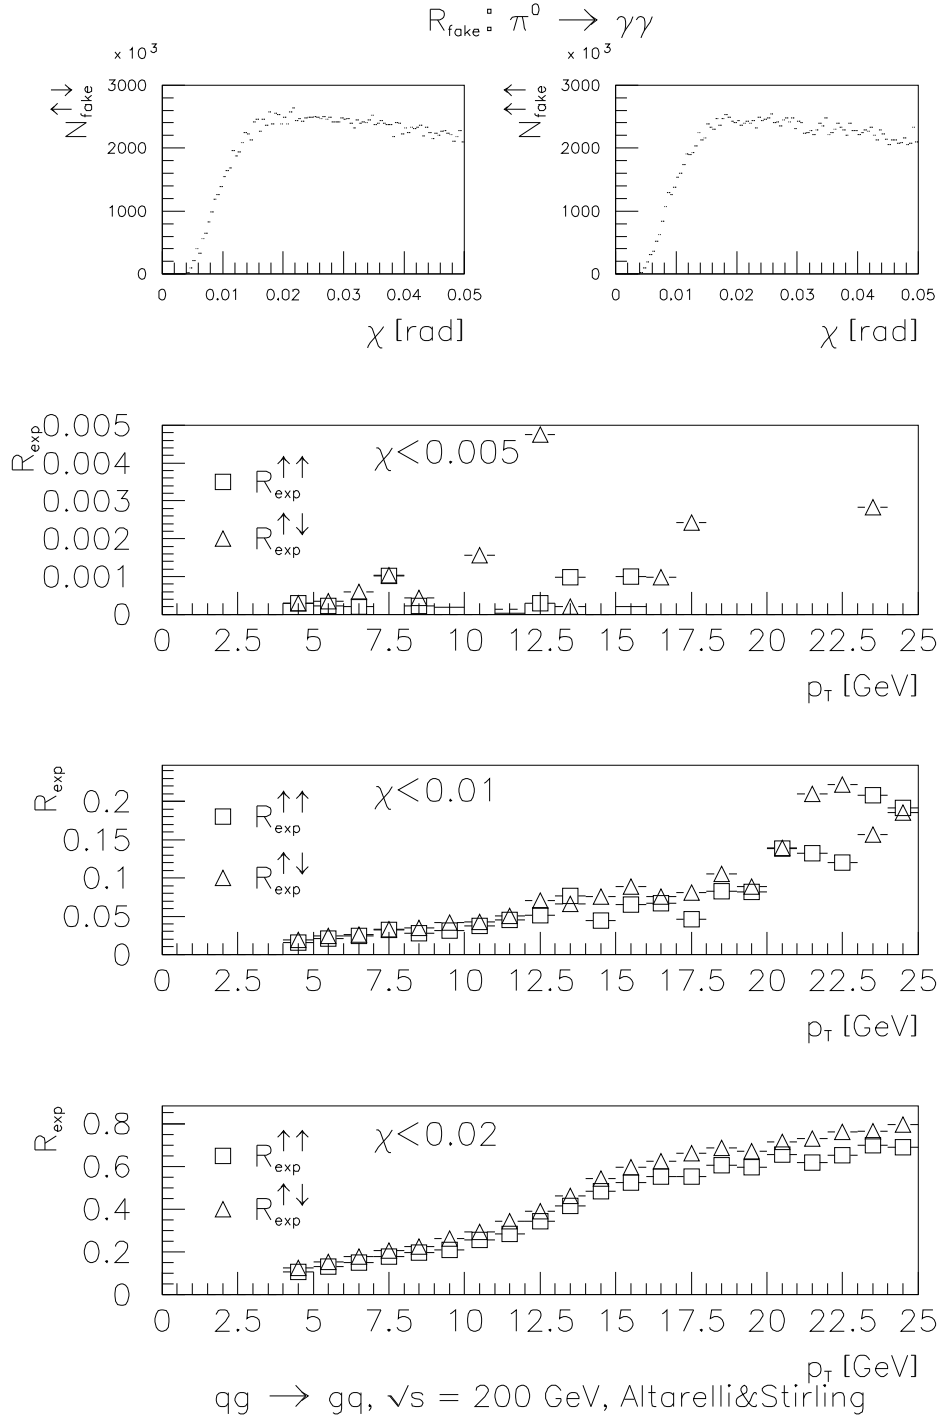 R_fake: π⁰ → γγ
× 10³ × 10³
N_fake^↑↓ N_fake^↑↑
3000 3000
2000 2000
1000 1000
0 0
0 0.01 0.02 0.03 0.04 0.05 0 0.01 0.02 0.03 0.04 0.05
χ [rad] χ [rad]
R_exp
0.005
0.004
0.003
0.002
0.001
0
χ<0.005
R_exp^↑↑
R_exp^↑↓
0 2.5 5 7.5 10 12.5 15 17.5 20 22.5 25
p_T [GeV]
R_exp
0.2
0.15
0.1
0.05
0
χ<0.01
R_exp^↑↑
R_exp^↑↓
0 2.5 5 7.5 10 12.5 15 17.5 20 22.5 25
p_T [GeV]
R_exp
0.8
0.6
0.4
0.2
0
χ<0.02
R_exp^↑↑
R_exp^↑↓
0 2.5 5 7.5 10 12.5 15 17.5 20 22.5 25
p_T [GeV]
qg → gq, √s = 200 GeV, Altarelli&Stirling